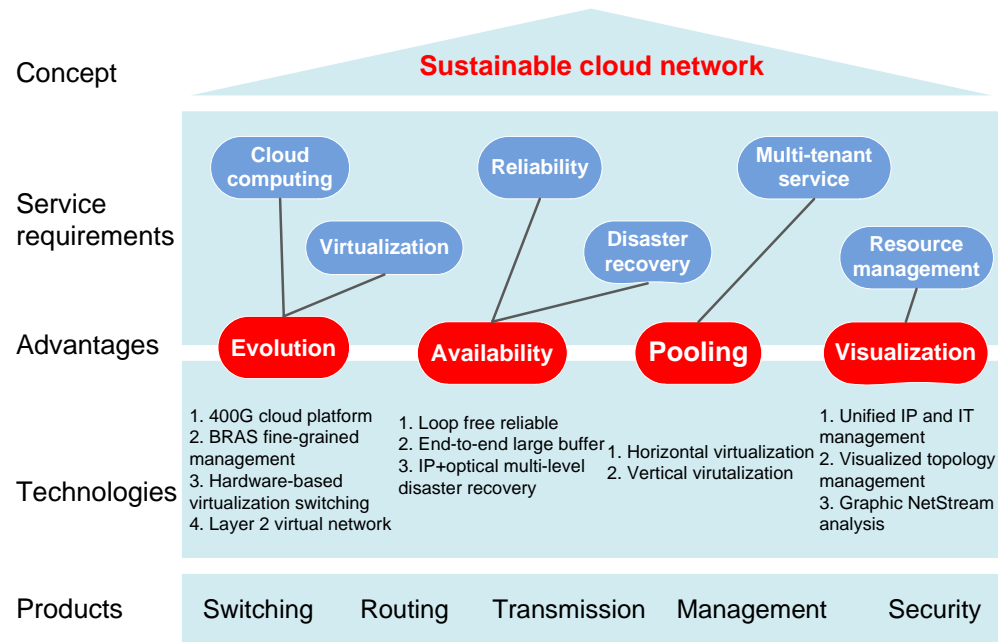 Concept
Sustainable cloud network
Service
requirements
Cloud
computing
Reliability
Multi-tenant
service
Virtualization
Disaster
recovery
Resource
management
Advantages
Evolution
Availability
Pooling
Visualization
Technologies
1. 400G cloud platform
2. BRAS fine-grained
management
3. Hardware-based
virtualization switching
4. Layer 2 virtual network
1. Loop free reliable
2. End-to-end large buffer
3. IP+optical multi-level
disaster recovery
1. Horizontal virtualization
2. Vertical virutalization
1. Unified IP and IT
management
2. Visualized topology
management
3. Graphic NetStream
analysis
Products
Switching
Routing
Transmission
Management
Security